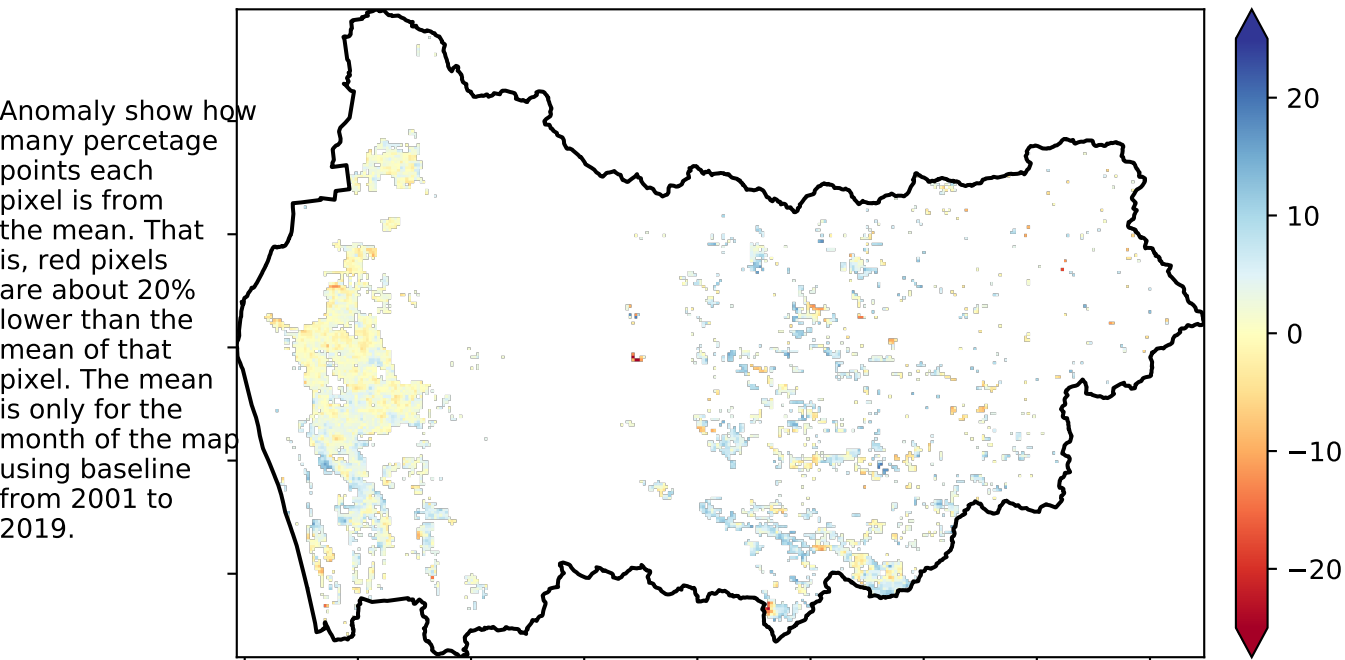 Anomaly show how
many percetage
points each
pixel is from
the mean. That
is, red pixels
are about 20%
lower than the
mean of that
pixel. The mean
is only for the
month of the map
using baseline
from 2001 to
2019.
20
10
0
−10
−20